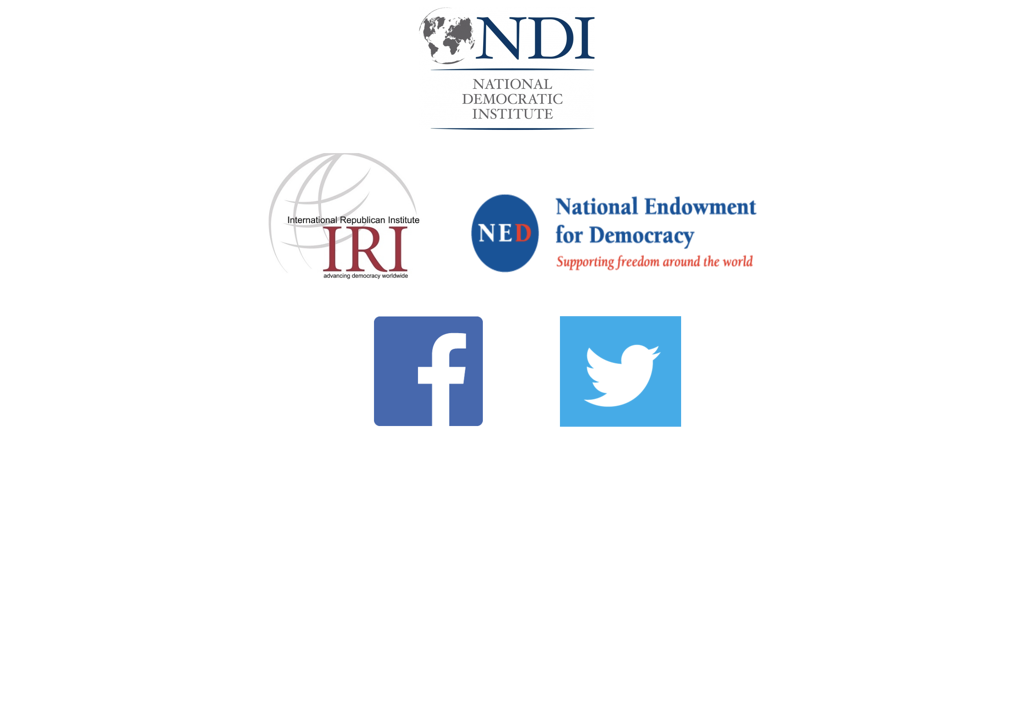 NDI
NATIONAL
DEMOCRATIC
INSTITUTE
International Republican Institute
IRI
advancing democracy worldwide
NED
National Endowment
for Democracy
Supporting freedom around the world
f